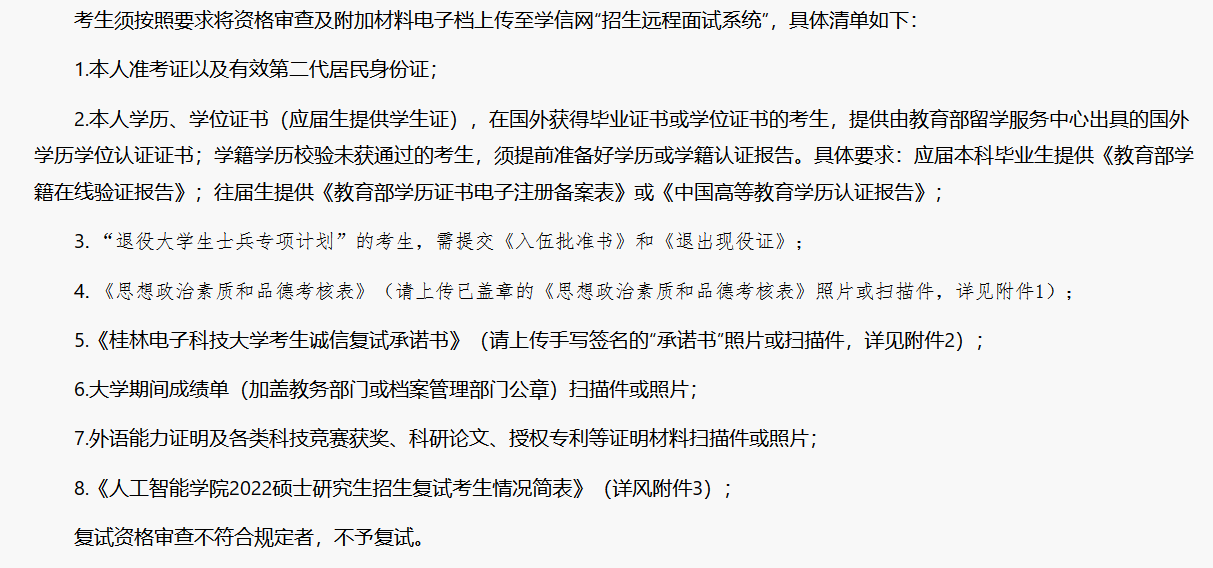 考生须按照要求将资格审查及附加材料电子档上传至学信网“招生远程面试系统”，具体清单如下：
1.本人准考证以及有效第二代居民身份证；
2.本人学历、学位证书（应届生提供学生证），在国外获得毕业证书或学位证书的考生，提供由教育部留学服务中心出具的国外
学历学位认证证书；学籍学历校验未获通过的考生，须提前准备好学历或学籍认证报告。具体要求：应届本科毕业生提供《教育部学
籍在线验证报告》；往届生提供《教育部学历证书电子注册备案表》或《中国高等教育学历认证报告》；
3. “退役大学生士兵专项计划”的考生，需提交《入伍批准书》和《退出现役证》；
4. 《思想政治素质和品德考核表》（请上传已盖章的《思想政治素质和品德考核表》照片或扫描件，详见附件1）；
5.《桂林电子科技大学考生诚信复试承诺书》（请上传手写签名的“承诺书”照片或扫描件，详见附件2）；
6.大学期间成绩单（加盖教务部门或档案管理部门公章）扫描件或照片；
7.外语能力证明及各类科技竞赛获奖、科研论文、授权专利等证明材料扫描件或照片；
8.《人工智能学院2022硕士研究生招生复试考生情况简表》（详风附件3）；
复试资格审查不符合规定者，不予复试。